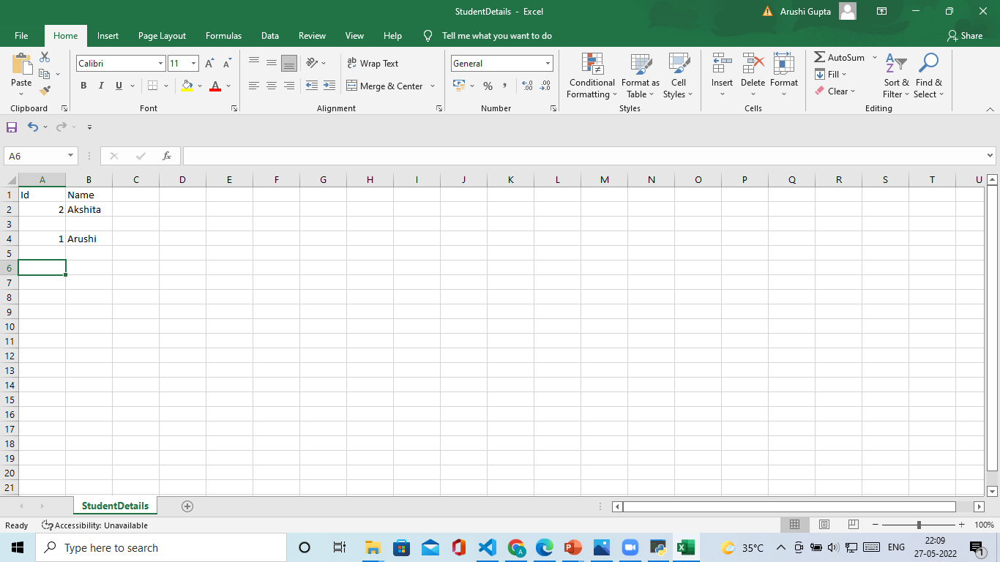 StudentDetails - Excel
Arushi Gupta
File Home Insert Page Layout Formulas Data Review View Help Tell me what you want to do Share
Calibri 11 ab Wrap Text General AutoSum
Paste B I U Merge & Center % , Conditional Formatting Format as Table Cell Styles Insert Delete Format Fill Clear Sort & Filter Find & Select
Clipboard Font Alignment Number Styles Cells Editing
A6 fx
A B C D E F G H I J K L M N O P Q R S T U
1 Id Name
2 2 Akshita
3
4 1 Arushi
5
6
7
8
9
10
11
12
13
14
15
16
17
18
19
20
21
StudentDetails
Ready Accessibility: Unavailable 100%
Type here to search 35°C ENG 22:09
27-05-2022 1